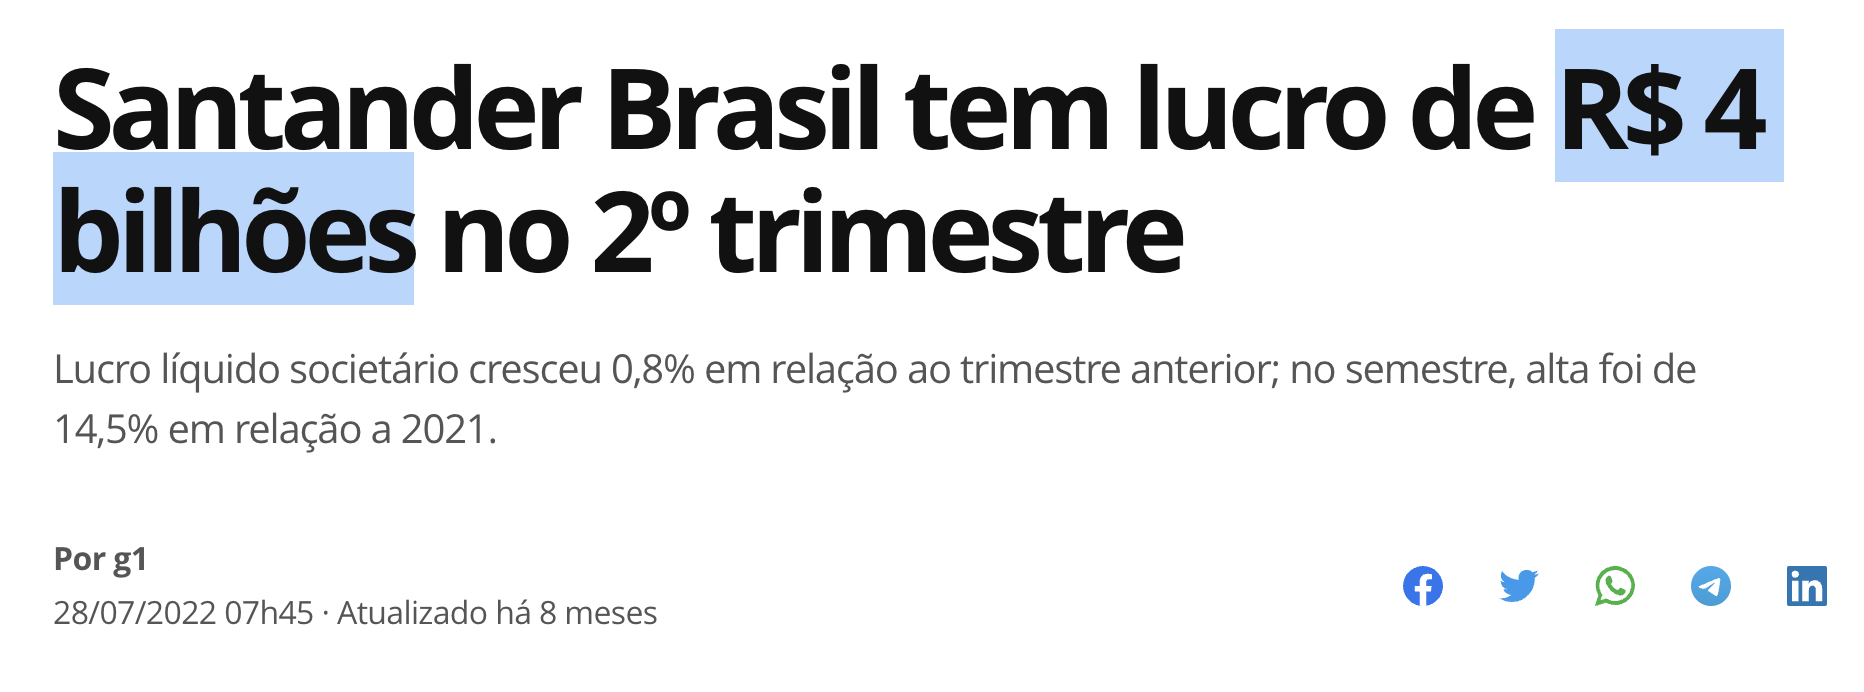 Santander Brasil tem lucro de R$ 4
bilhões no 2º trimestre
Lucro líquido societário cresceu 0,8% em relação ao trimestre anterior; no semestre, alta foi de
14,5% em relação a 2021.
Por g1
28/07/2022 07h45 · Atualizado há 8 meses